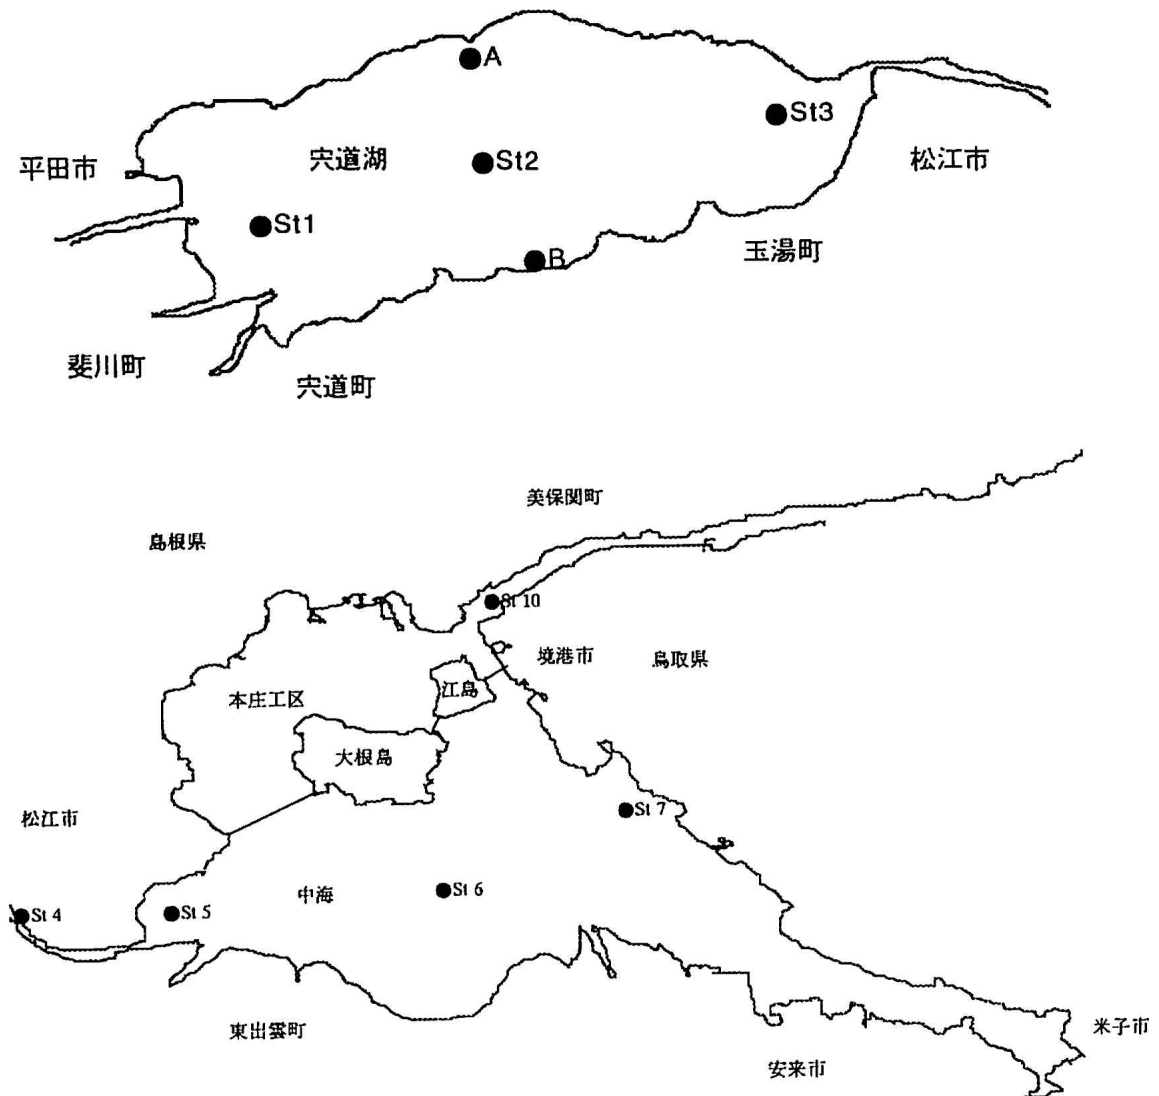 A
St3
平田市
宍道湖
St2
松江市
St1
B
玉湯町
斐川町
宍道町
美保関町
島根県
St 10
境港市
鳥取県
江島
本庄工区
大根島
St 7
松江市
中海
St 6
St 4
St 5
東出雲町
米子市
安来市